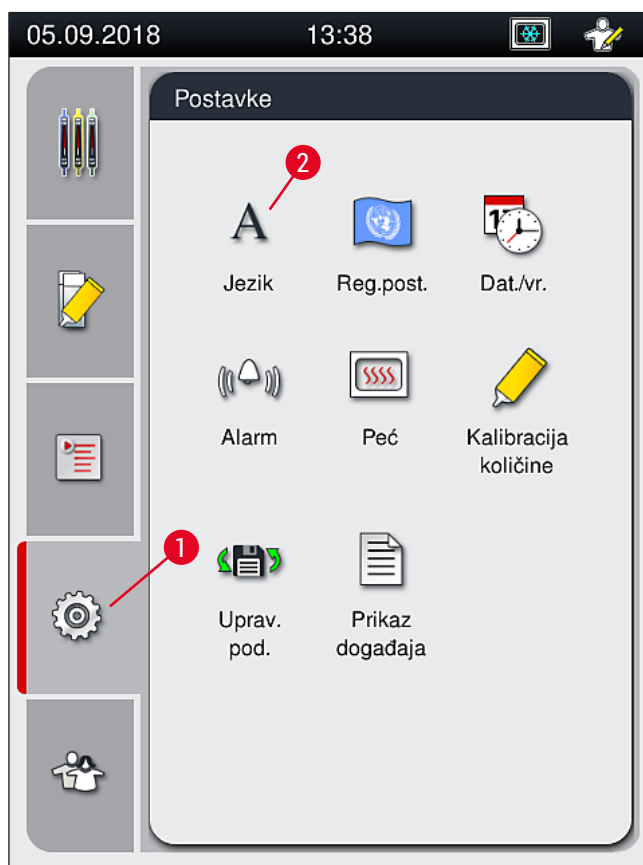 05.09.2018 13:38
Postavke
2
Jezik Reg.post. Dat./vr.
Alarm Peć Kalibracija
količine
1
Uprav. Prikaz
pod. događaja